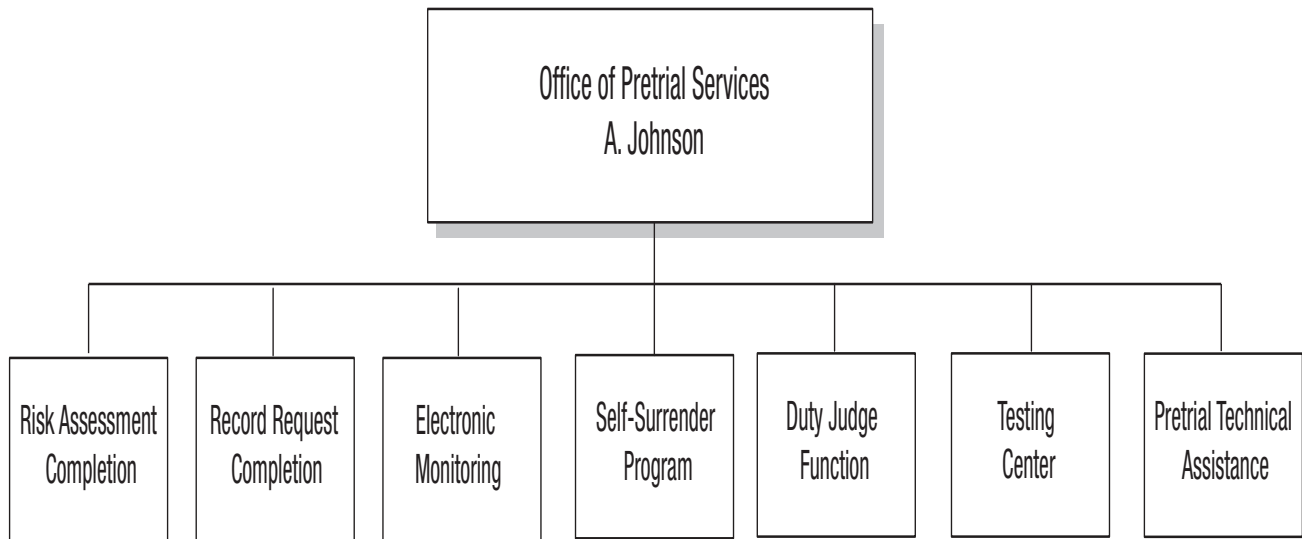 Office of Pretrial Services
A. Johnson
Risk Assessment
Completion
Record Request
Completion
Electronic
Monitoring
Self-Surrender
Program
Duty Judge
Function
Testing
Center
Pretrial Technical
Assistance